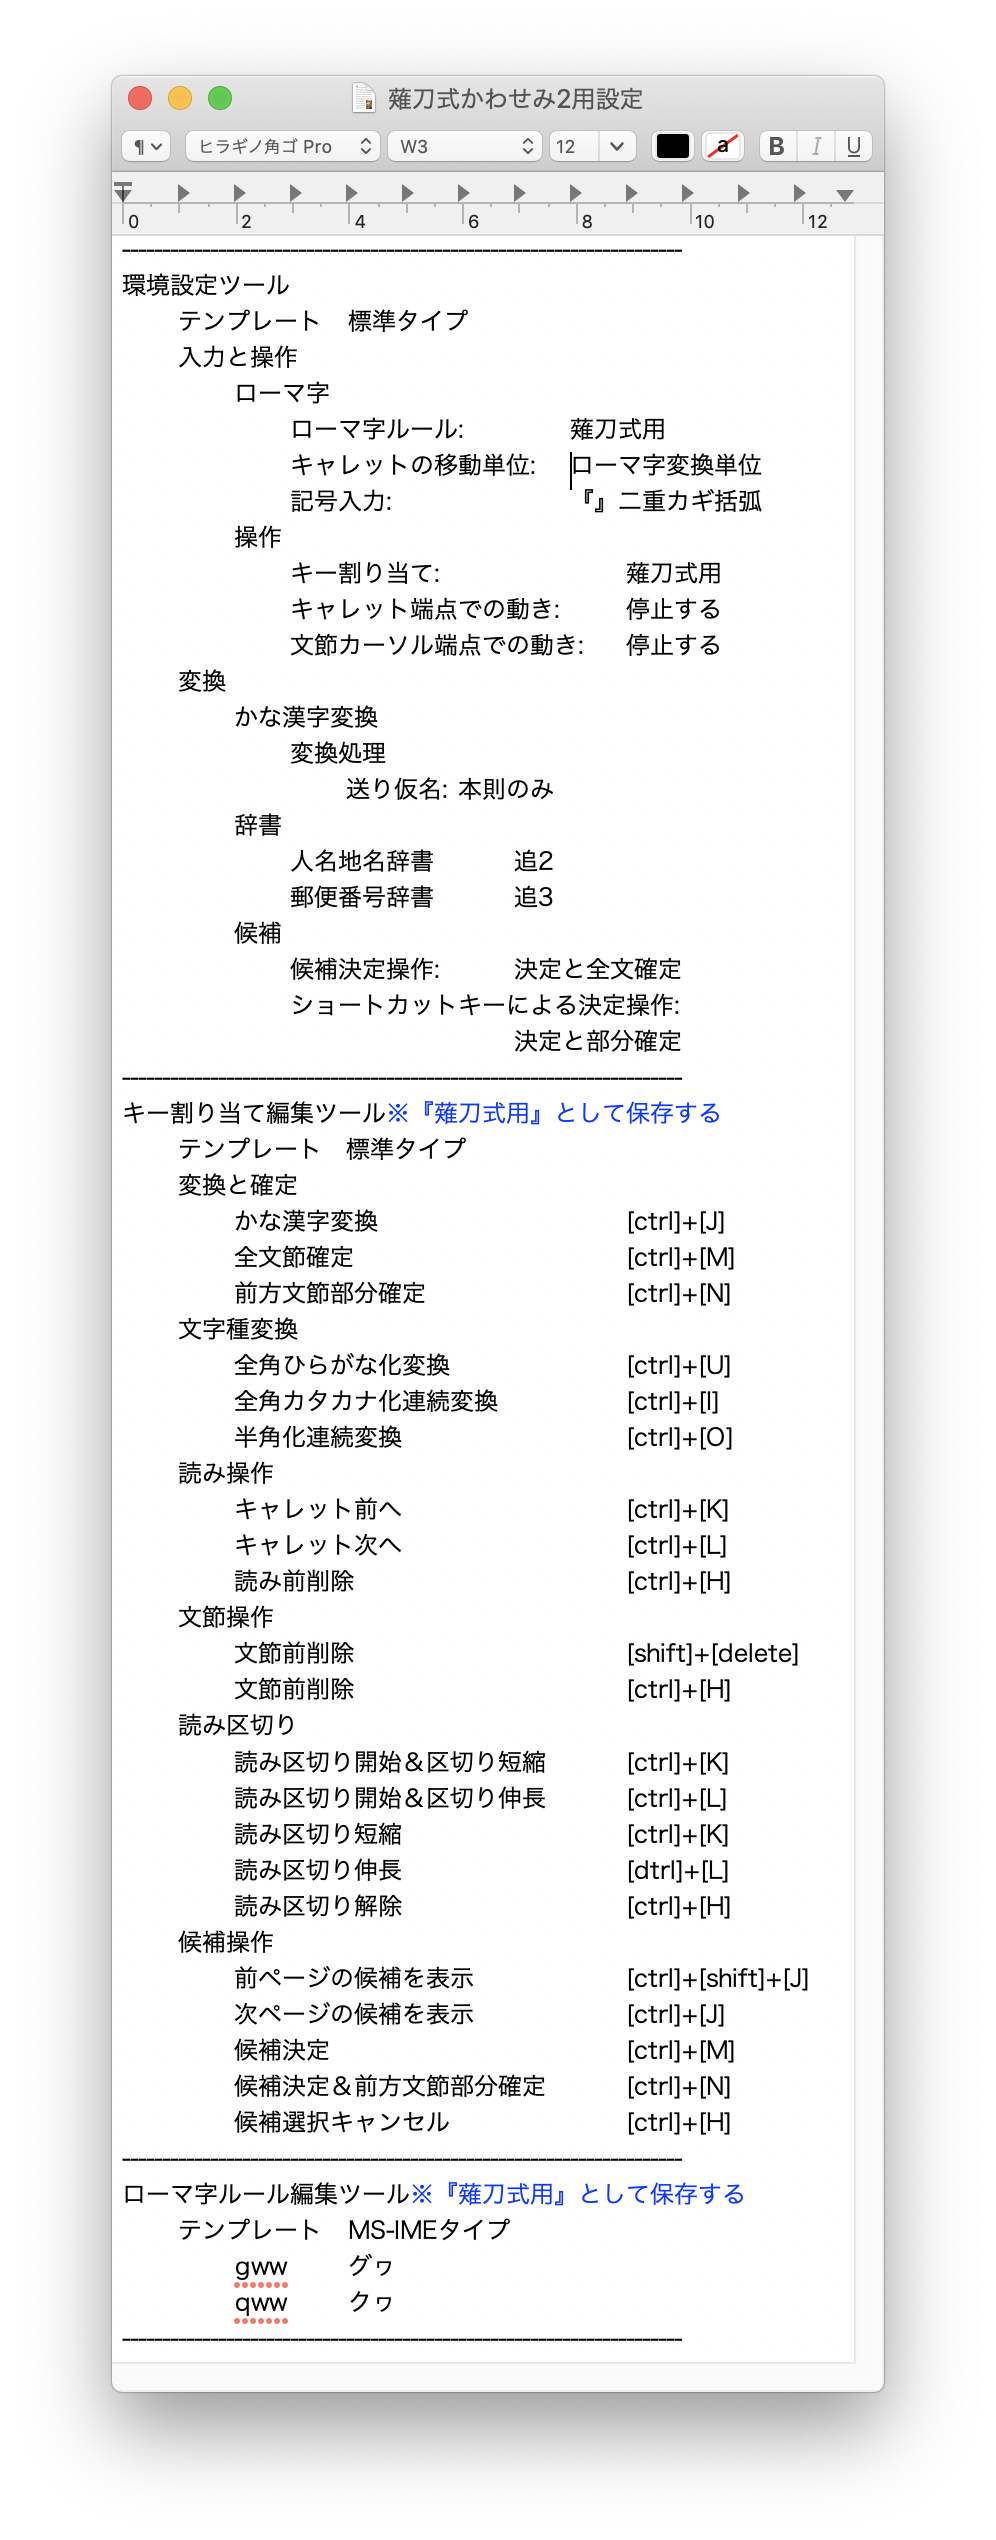 薙刀式かわせみ2用設定
¶ ヒラギノ角ゴ Pro W3 12 a B I U
0 2 4 6 8 10 12
環境設定ツール
テンプレート 標準タイプ
入力と操作
ローマ字
ローマ字ルール: 薙刀式用
キャレットの移動単位: ローマ字変換単位
記号入力: 『』二重カギ括弧
操作
キー割り当て: 薙刀式用
キャレット端点での動き: 停止する
文節カーソル端点での動き: 停止する
変換
かな漢字変換
変換処理
送り仮名: 本則のみ
辞書
人名地名辞書 追2
郵便番号辞書 追3
候補
候補決定操作: 決定と全文確定
ショートカットキーによる決定操作:
決定と部分確定
キー割り当て編集ツール※『薙刀式用』として保存する
テンプレート 標準タイプ
変換と確定
かな漢字変換 [ctrl]+[J]
全文節確定 [ctrl]+[M]
前方文節部分確定 [ctrl]+[N]
文字種変換
全角ひらがな化変換 [ctrl]+[U]
全角カタカナ化連続変換 [ctrl]+[I]
半角化連続変換 [ctrl]+[O]
読み操作
キャレット前へ [ctrl]+[K]
キャレット次へ [ctrl]+[L]
読み前削除 [ctrl]+[H]
文節操作
文節前削除 [shift]+[delete]
文節前削除 [ctrl]+[H]
読み区切り
読み区切り開始＆区切り短縮 [ctrl]+[K]
読み区切り開始＆区切り伸長 [ctrl]+[L]
読み区切り短縮 [ctrl]+[K]
読み区切り伸長 [dtrl]+[L]
読み区切り解除 [ctrl]+[H]
候補操作
前ページの候補を表示 [ctrl]+[shift]+[J]
次ページの候補を表示 [ctrl]+[J]
候補決定 [ctrl]+[M]
候補決定＆前方文節部分確定 [ctrl]+[N]
候補選択キャンセル [ctrl]+[H]
ローマ字ルール編集ツール※『薙刀式用』として保存する
テンプレート MS-IMEタイプ
gww グヮ
qww クヮ